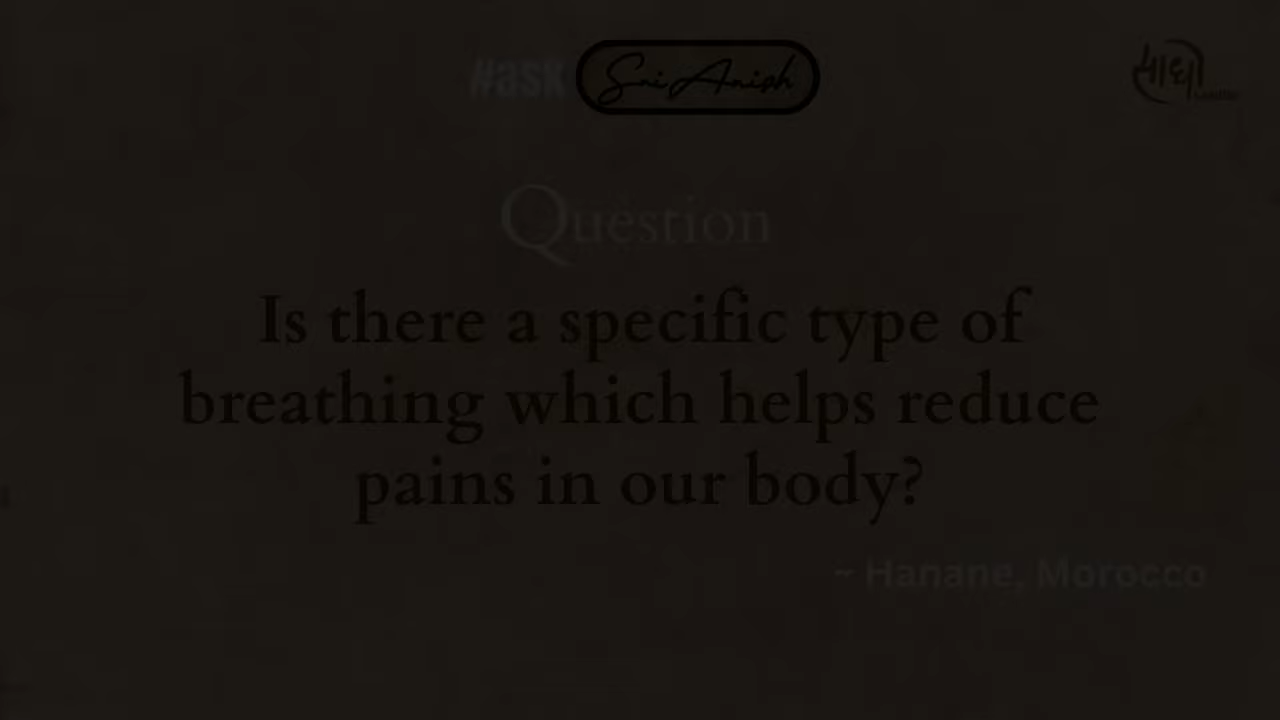 #ask Sri Anish
Question
Is there a specific type of
breathing which helps reduce
pains in our body?
~ Hanane, Morocco